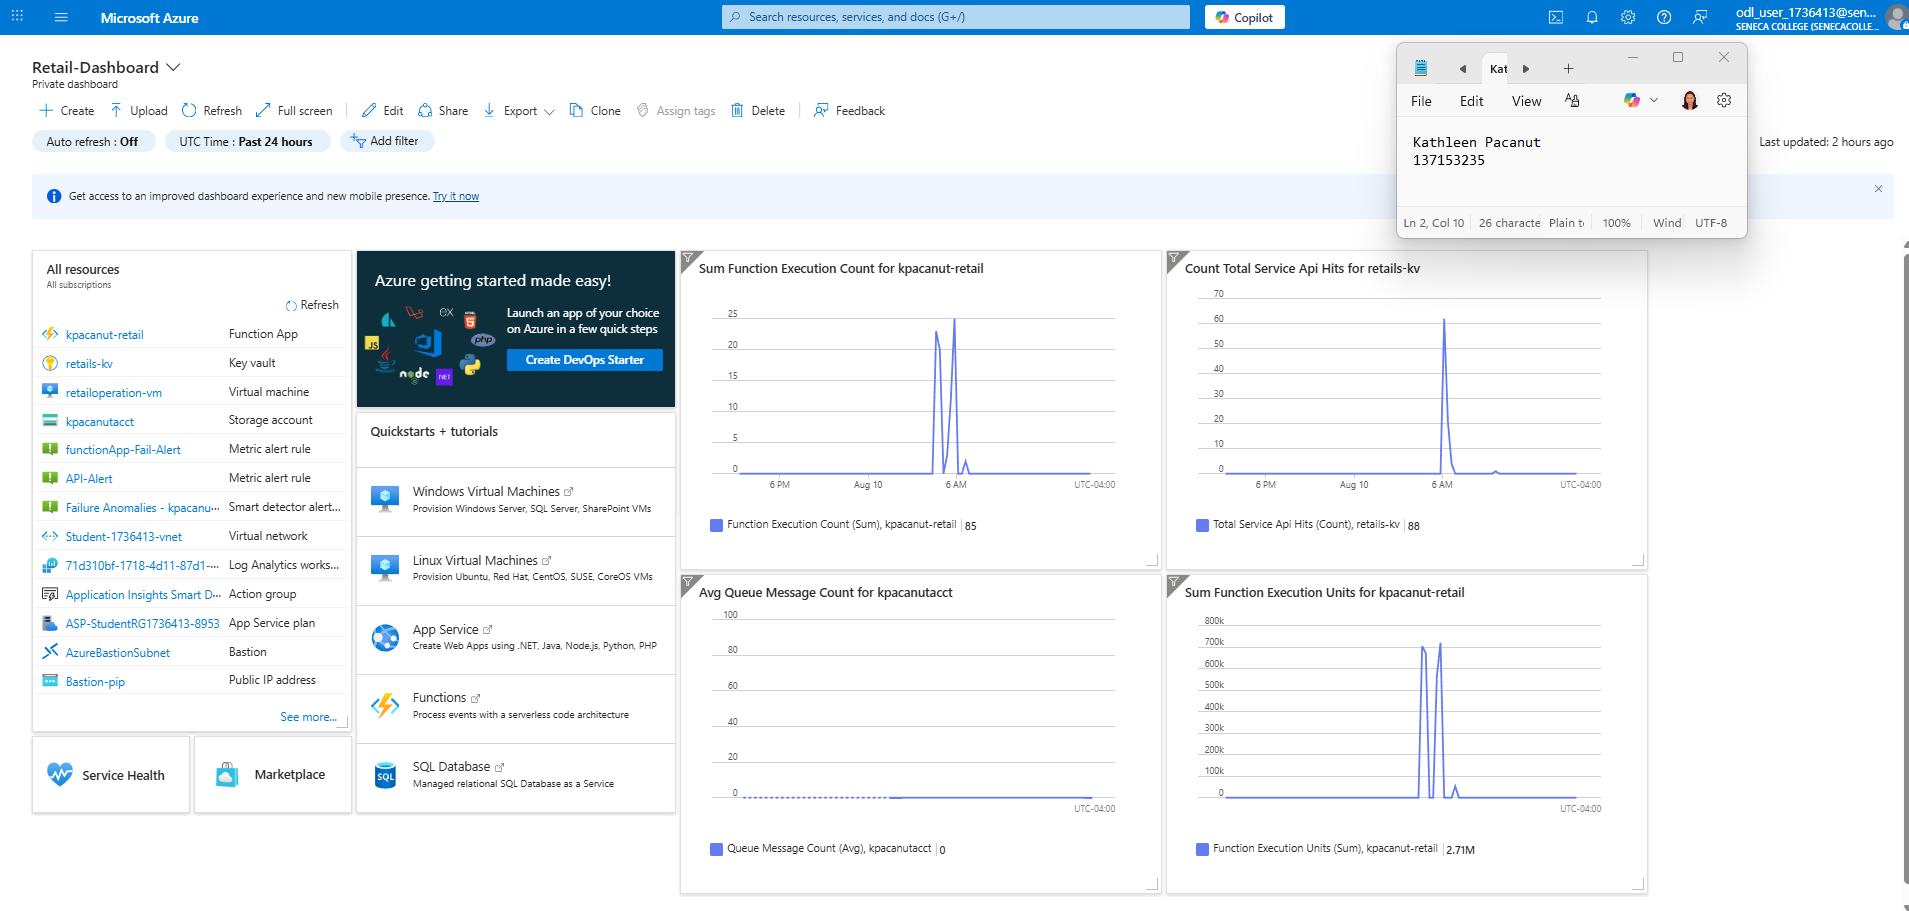 Microsoft Azure
Search resources, services, and docs (G+/)
Copilot
odl_user_1736413@sen...
SENECA COLLEGE (SENECACOLLE...
Retail-Dashboard
Private dashboard
Create
Upload
Refresh
Full screen
Edit
Share
Export
Clone
Assign tags
Delete
Feedback
Auto refresh : Off
UTC Time : Past 24 hours
Add filter
Last updated: 2 hours ago
Get access to an improved dashboard experience and new mobile presence. Try it now
Kat
File
Edit
View
Kathleen Pacanut
137153235
Ln 2, Col 10
26 characte
Plain t
100%
Wind
UTF-8
All resources
All subscriptions
Refresh
kpacanut-retail Function App
retails-kv Key vault
retailoperation-vm Virtual machine
kpacanutacct Storage account
functionApp-Fail-Alert Metric alert rule
API-Alert Metric alert rule
Failure Anomalies - kpacanu... Smart detector alert...
Student-1736413-vnet Virtual network
71d310bf-1718-4d11-87d1-... Log Analytics works...
Application Insights Smart D... Action group
ASP-StudentRG1736413-8953 App Service plan
AzureBastionSubnet Bastion
Bastion-pip Public IP address
See more...
Service Health
Marketplace
Azure getting started made easy!
Launch an app of your choice
on Azure in a few quick steps
Create DevOps Starter
EX
HTML
JS
php
node
NET
Quickstarts + tutorials
Windows Virtual Machines
Provision Windows Server, SQL Server, SharePoint VMs
Linux Virtual Machines
Provision Ubuntu, Red Hat, CentOS, SUSE, CoreOS VMs
App Service
Create Web Apps using .NET, Java, Node.js, Python, PHP
Functions
Process events with a serverless code architecture
SQL
SQL Database
Managed relational SQL Database as a Service
Sum Function Execution Count for kpacanut-retail
25
20
15
10
5
0
6 PM
Aug 10
6 AM
UTC-04:00
Function Execution Count (Sum), kpacanut-retail 85
Count Total Service Api Hits for retails-kv
70
60
50
40
30
20
10
0
6 PM
Aug 10
6 AM
UTC-04:00
Total Service Api Hits (Count), retails-kv 88
Avg Queue Message Count for kpacanutacct
100
80
60
40
20
0
UTC-04:00
Queue Message Count (Avg), kpacanutacct 0
Sum Function Execution Units for kpacanut-retail
800k
700k
600k
500k
400k
300k
200k
100k
0
UTC-04:00
Function Execution Units (Sum), kpacanut-retail 2.71M